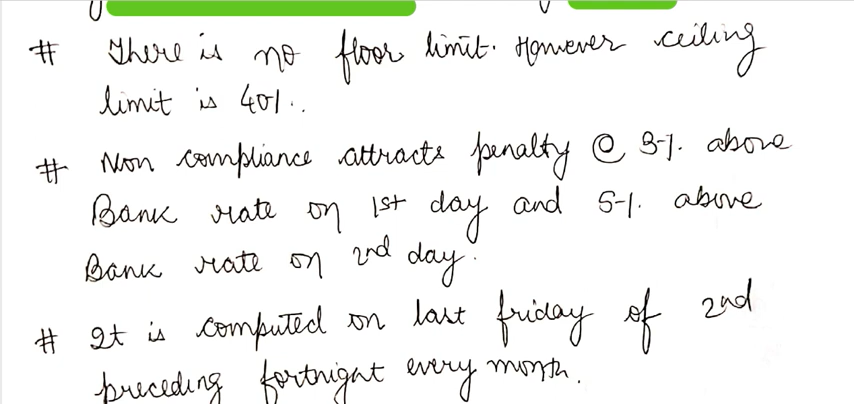 # There is no floor limit. However ceiling
limit is 40%.
# Non compliance attracts penalty @ 3%. above
Bank rate on 1st day and 5%. above
Bank rate on 2nd day.
# It is computed on last friday of 2nd
preceding fortnight every month.